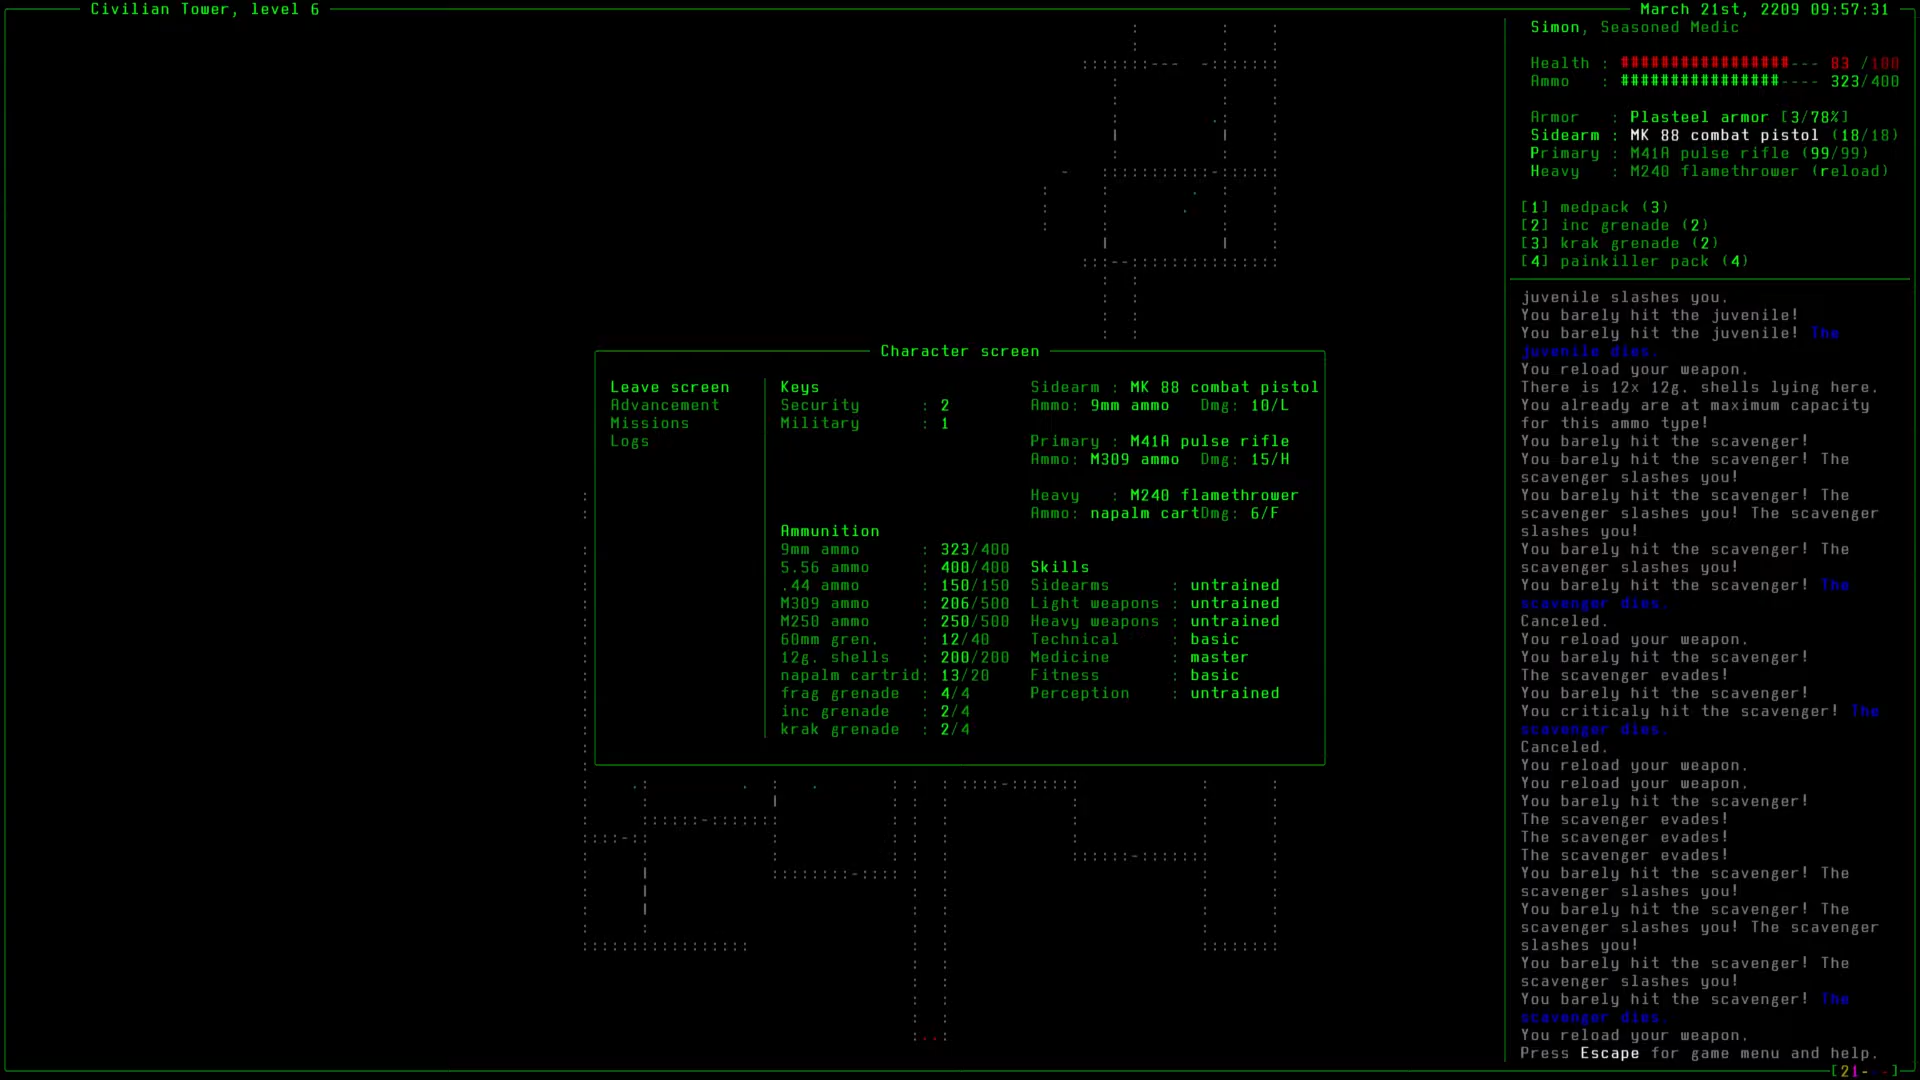 Civilian Tower, level 6
March 21st, 2209 09:57:31
Simon, Seasoned Medic
Health : #################--- 83 /100
Ammo : ################---- 323/400
Armor : Plasteel armor [3/78%]
Sidearm : MK 88 combat pistol (18/18)
Primary : M41A pulse rifle (99/99)
Heavy : M240 flamethrower (reload)
[1] medpack (3)
[2] inc grenade (2)
[3] krak grenade (2)
[4] painkiller pack (4)
juvenile slashes you.
You barely hit the juvenile!
You barely hit the juvenile! The
juvenile dies.
You reload your weapon.
There is 12x 12g. shells lying here.
You already are at maximum capacity
for this ammo type!
You barely hit the scavenger!
You barely hit the scavenger! The
scavenger slashes you!
You barely hit the scavenger! The
scavenger slashes you! The scavenger
slashes you!
You barely hit the scavenger! The
scavenger slashes you!
You barely hit the scavenger! The
scavenger dies.
Canceled.
You reload your weapon.
You barely hit the scavenger!
The scavenger evades!
You barely hit the scavenger!
You criticaly hit the scavenger! The
scavenger dies.
Canceled.
You reload your weapon.
You reload your weapon.
You barely hit the scavenger!
The scavenger evades!
The scavenger evades!
The scavenger evades!
You barely hit the scavenger! The
scavenger slashes you!
You barely hit the scavenger! The
scavenger slashes you! The scavenger
slashes you!
You barely hit the scavenger! The
scavenger slashes you!
You barely hit the scavenger! The
scavenger dies.
You reload your weapon.
Press Escape for game menu and help.
[21- -]
Character screen
Leave screen
Advancement
Missions
Logs
Keys
Security : 2
Military : 1
Ammunition
9mm ammo : 323/400
5.56 ammo : 400/400
.44 ammo : 150/150
M309 ammo : 206/500
M250 ammo : 250/500
60mm gren. : 12/40
12g. shells : 200/200
napalm cartrid: 13/20
frag grenade : 4/4
inc grenade : 2/4
krak grenade : 2/4
Sidearm : MK 88 combat pistol
Ammo: 9mm ammo Dmg: 10/L
Primary : M41A pulse rifle
Ammo: M309 ammo Dmg: 15/H
Heavy : M240 flamethrower
Ammo: napalm cartDmg: 6/F
Skills
Sidearms : untrained
Light weapons : untrained
Heavy weapons : untrained
Technical : basic
Medicine : master
Fitness : basic
Perception : untrained